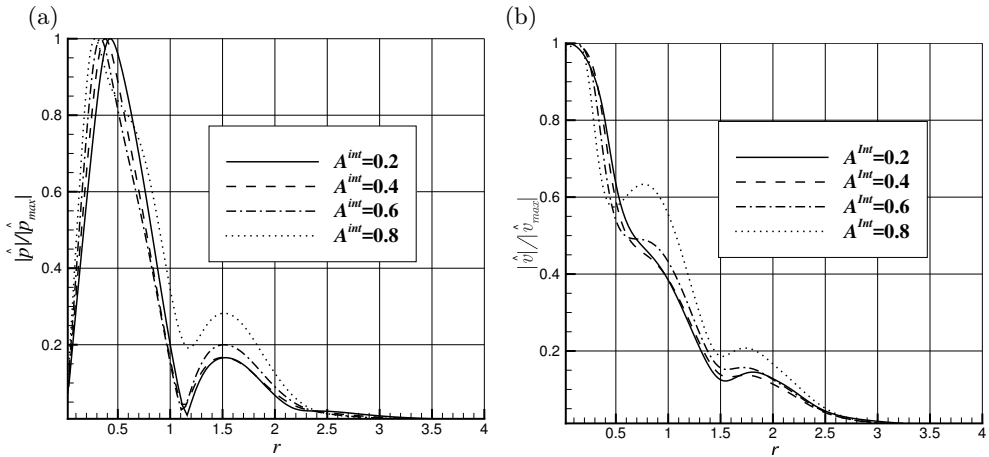 (a)
1
0.8
0.6
0.4
0.2
|p̂|/|p̂max|
A^int=0.2
A^int=0.4
A^int=0.6
A^int=0.8
0.5 1 1.5 2 2.5 3 3.5 4
r
(b)
1
0.8
0.6
0.4
0.2
|v̂|/|v̂max|
A^Int=0.2
A^Int=0.4
A^Int=0.6
A^Int=0.8
0.5 1 1.5 2 2.5 3 3.5 4
r